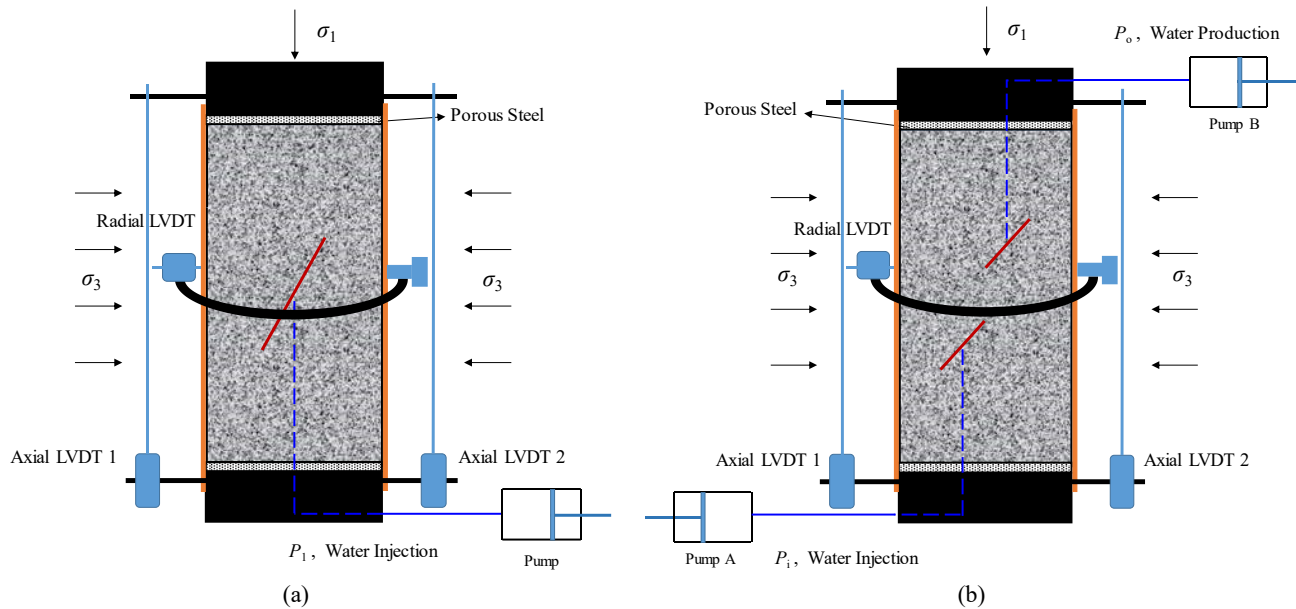 σ1
Porous Steel
Radial LVDT
σ3
σ3
Axial LVDT 1
Axial LVDT 2
P1 , Water Injection
Pump
(a)
σ1
Po , Water Production
Pump B
Porous Steel
Radial LVDT
σ3
σ3
Axial LVDT 1
Axial LVDT 2
Pump A
Pi , Water Injection
(b)